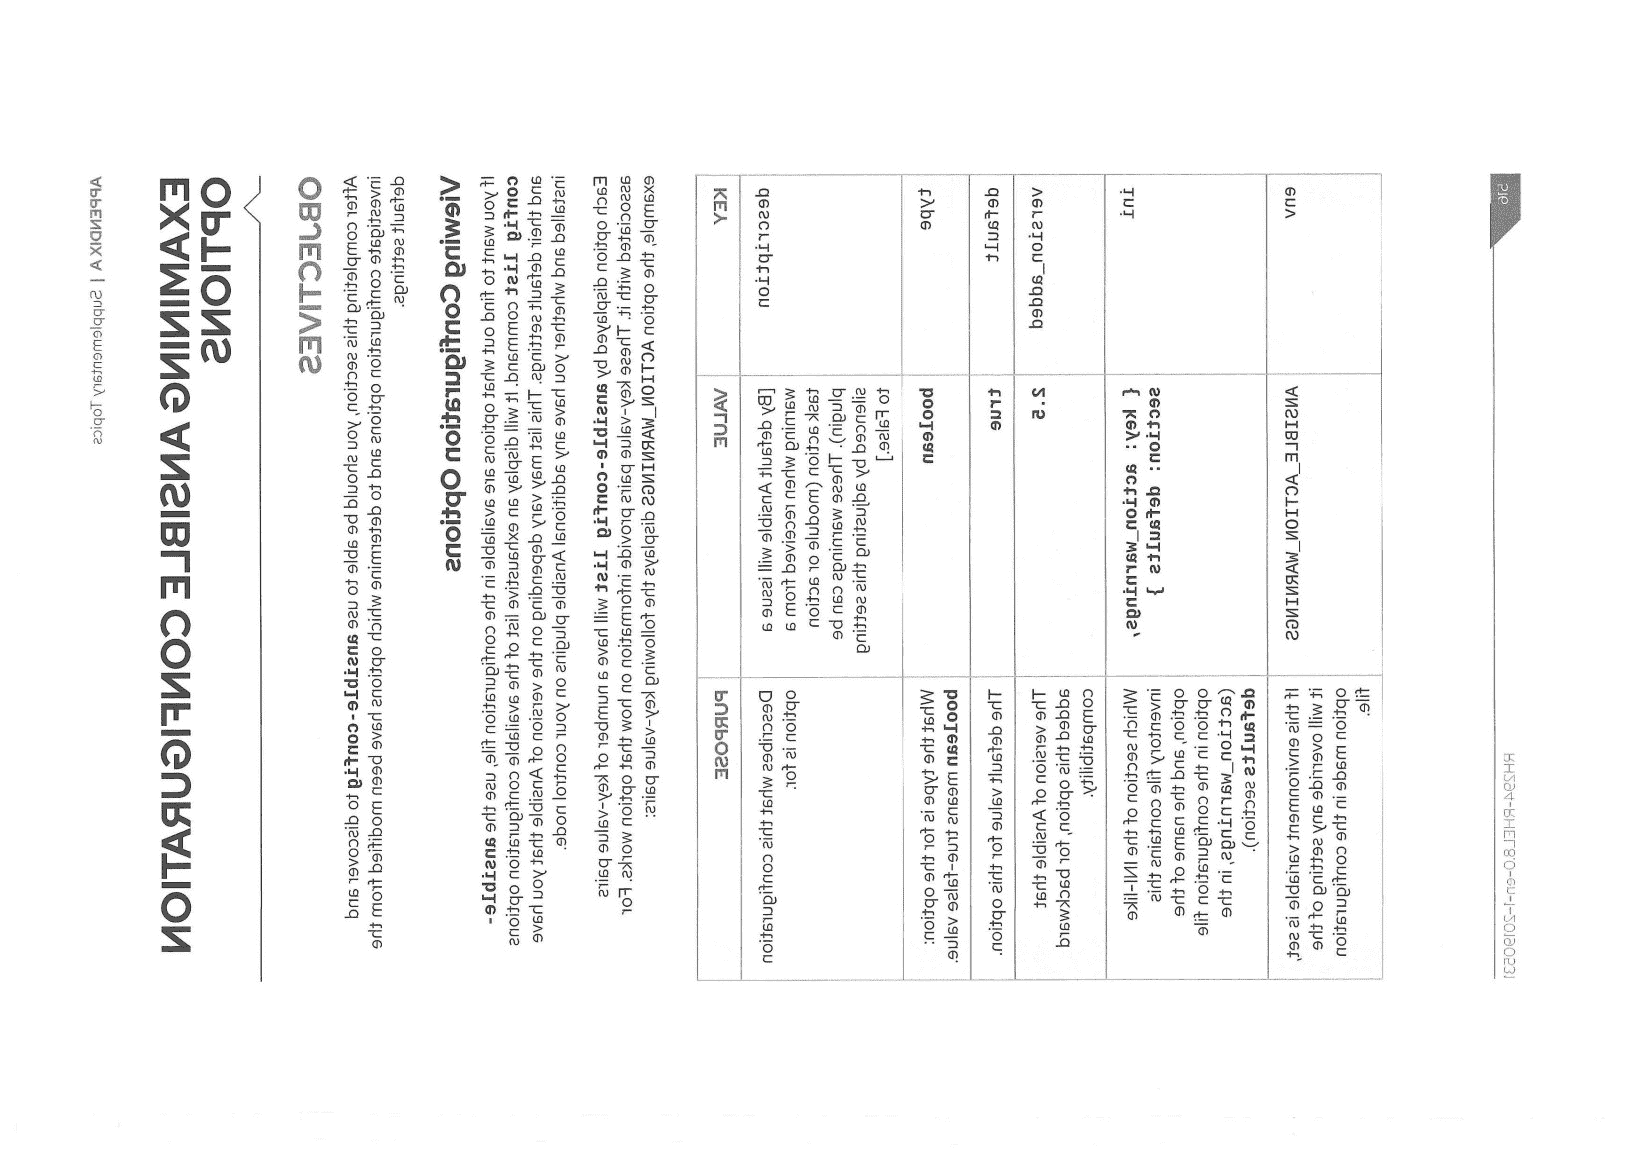 APPENDIX A | Supplementary Topics
EXAMINING ANSIBLE CONFIGURATION
OPTIONS
OBJECTIVES
After completing this section, you should be able to use ansible-config to discover and
investigate configuration options and to determine which options have been modified from the
default settings.
Viewing Configuration Options
If you want to find out what options are available in the configuration file, use the ansible-
config list command. It will display an exhaustive list of the available configuration options
and their default settings. This list may vary depending on the version of Ansible that you have
installed and whether you have any additional Ansible plugins on your control node.
Each option displayed by ansible-config list will have a number of key-value pairs
associated with it. These key-value pairs provide information on how that option works. For
example, the option ACTION_WARNINGS displays the following key-value pairs:
KEY VALUE PURPOSE
description
[By default Ansible will issue a
warning when received from a
task action (module or action
plugin). These warnings can be
silenced by adjusting this setting
to False.]
Describes what this configuration
option is for.
type
boolean
What the type is for the option:
boolean means true-false value.
default
true
The default value for this option.
version_added
2.5
The version of Ansible that
added this option, for backward
compatibility.
ini
{ key: action_warnings,
section: defaults }
Which section of the INI-like
inventory file contains this
option, and the name of the
option in the configuration file
(action_warnings, in the
defaults section).
env
ANSIBLE_ACTION_WARNINGS
If this environment variable is set,
it will override any setting of the
option made in the configuration
file.
516
RH294-RHEL8.0-en-1-20190531